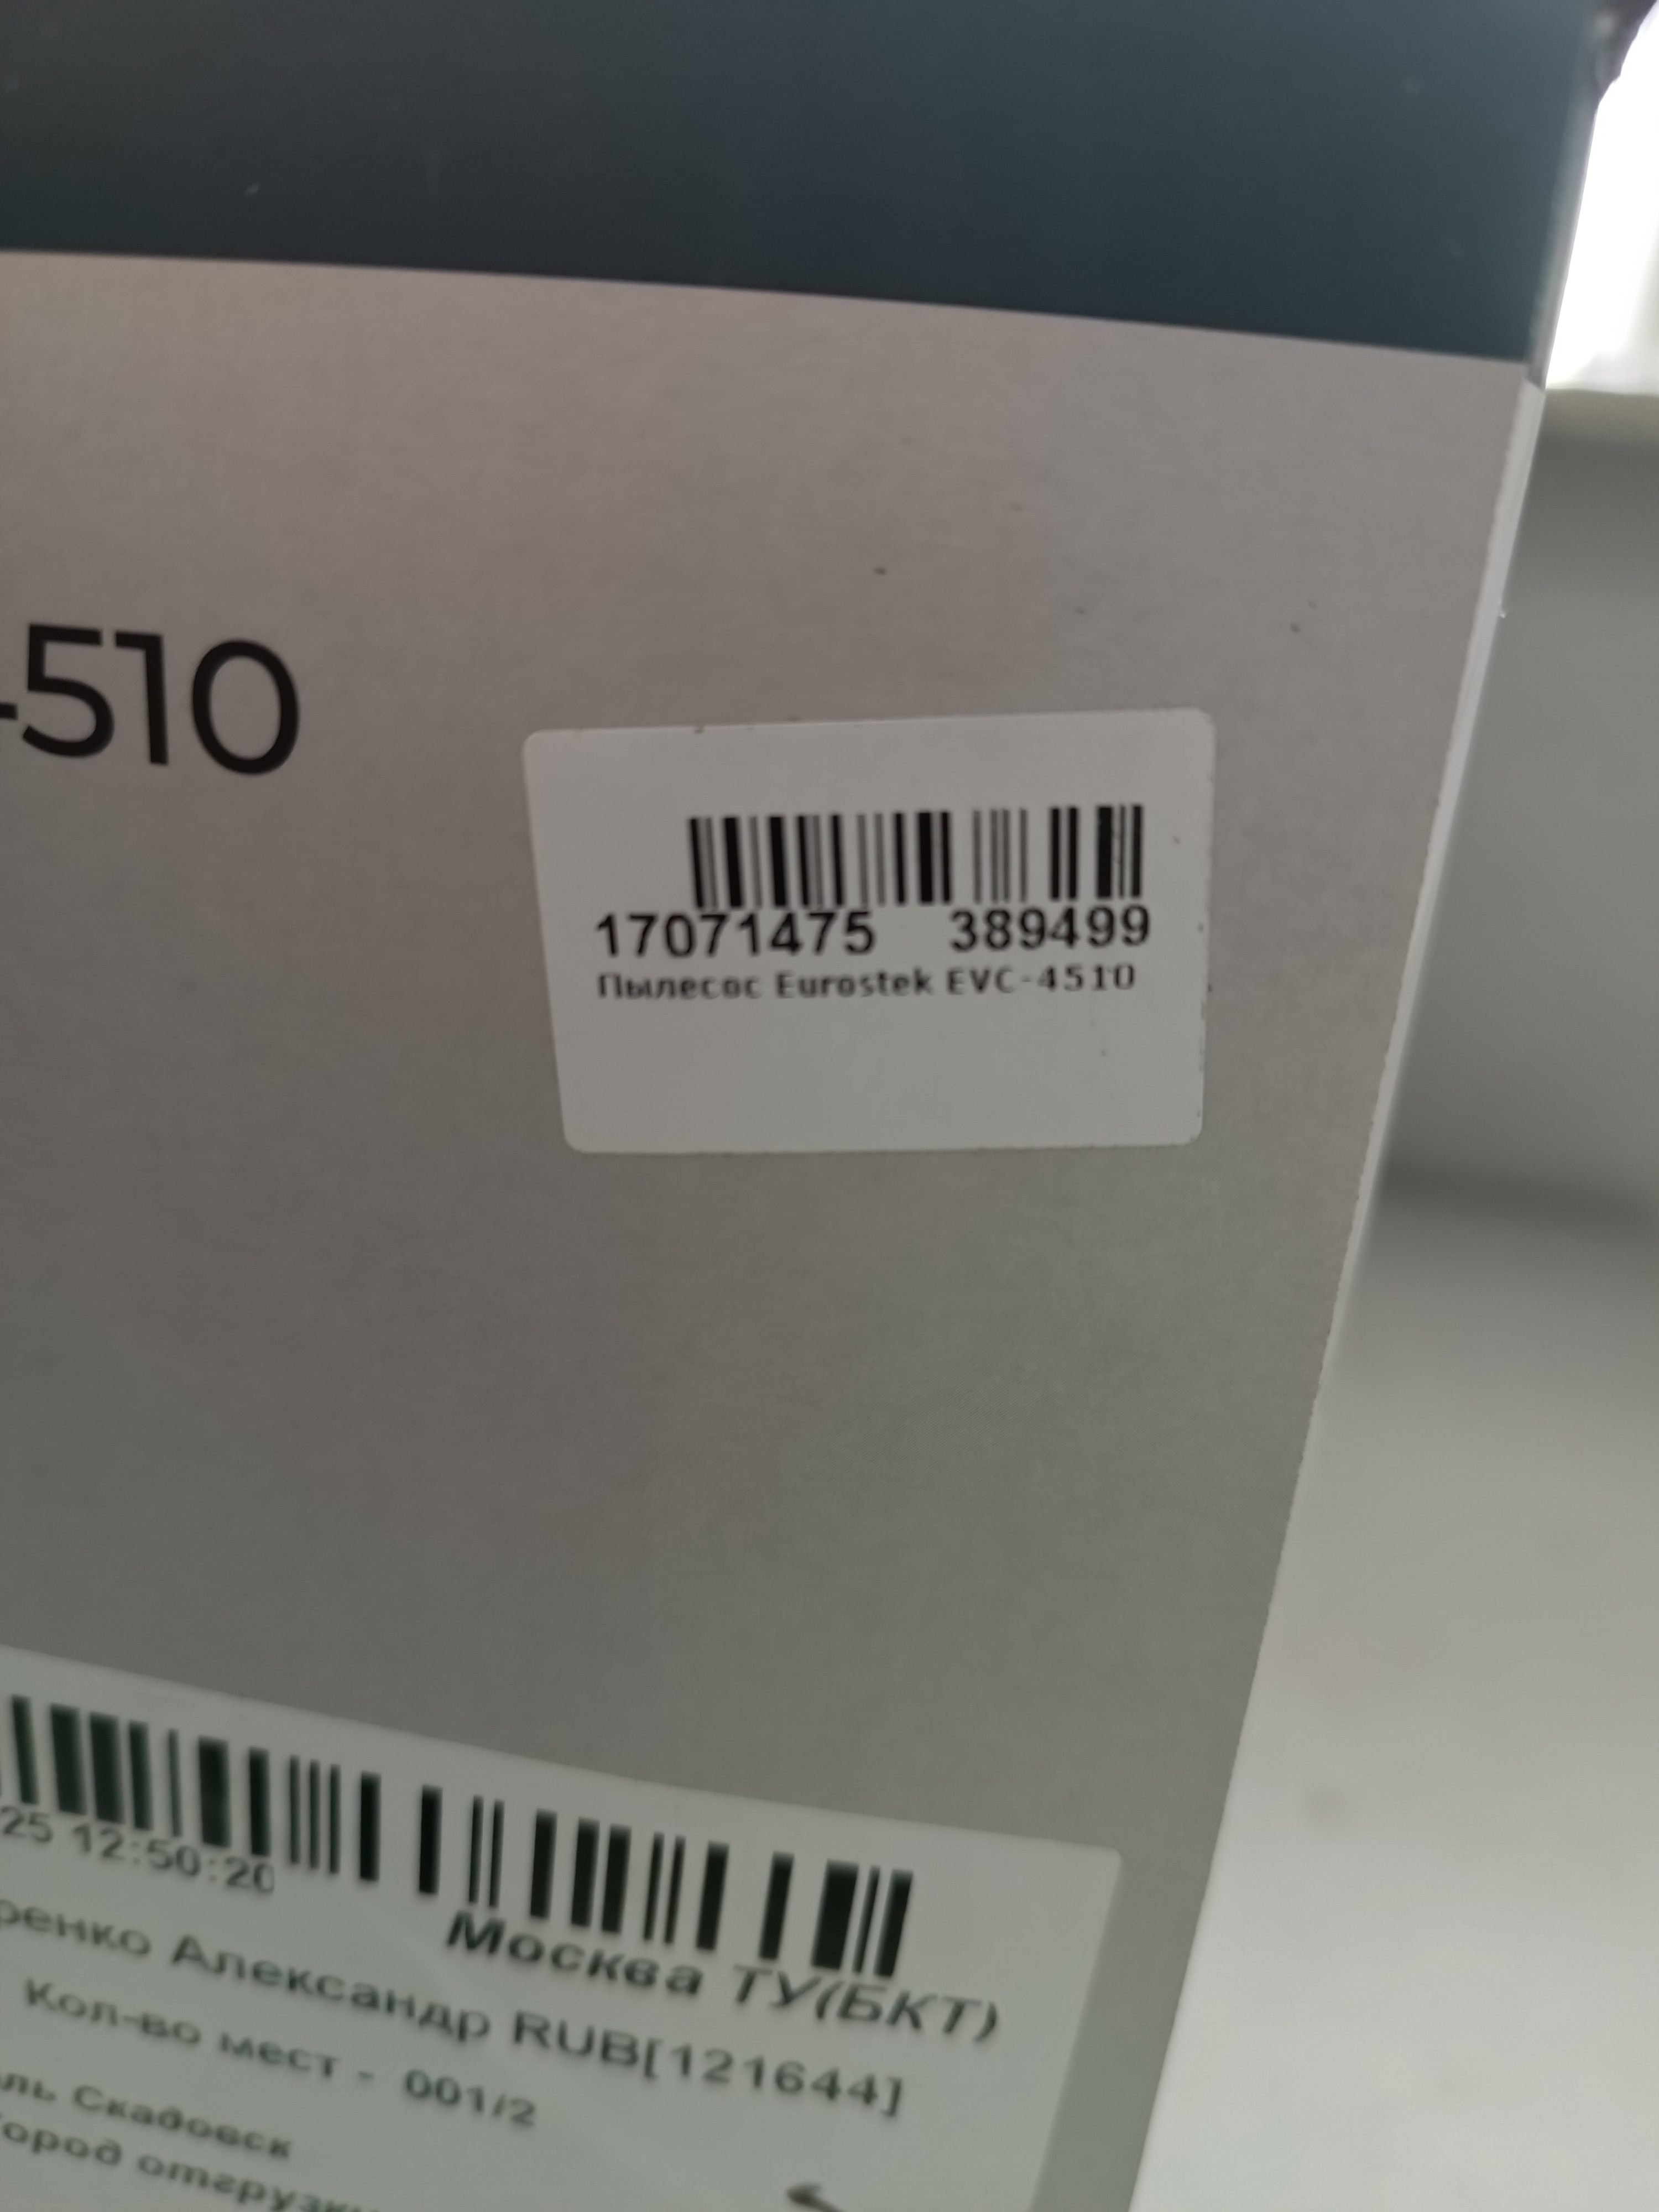 -510
17071475 389499
Пылесос Eurostek EVC-4510
25 12:50:20
Москва ТУ(БКТ)
ренко Александр RUB[121644]
Кол-во мест - 001/2
ль Скадовск
ород отгрузки